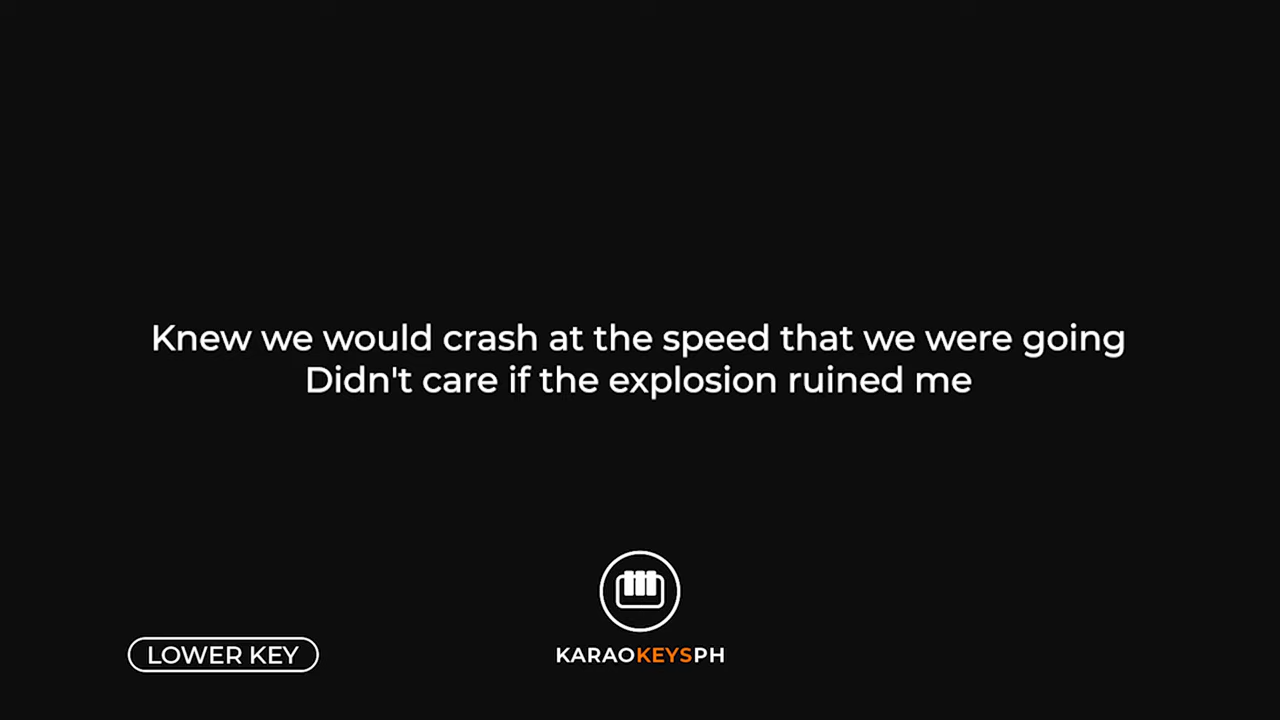 Knew we would crash at the speed that we were going
Didn't care if the explosion ruined me
LOWER KEY
KARAOKEYSPH